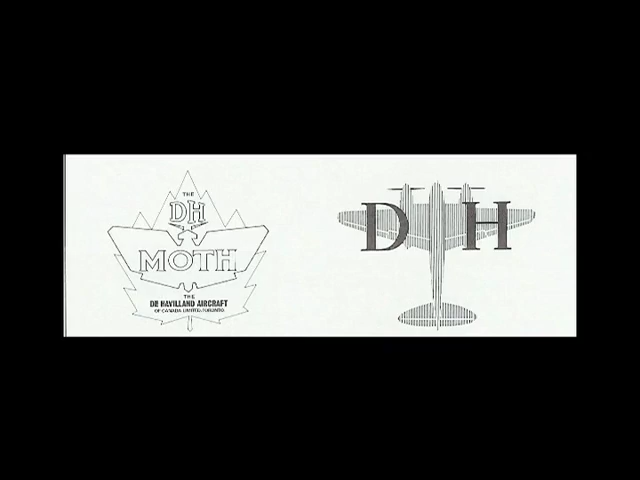 THE
DH
MOTH
THE
DE HAVILLAND AIRCRAFT
OF CANADA LIMITED, TORONTO.
D H